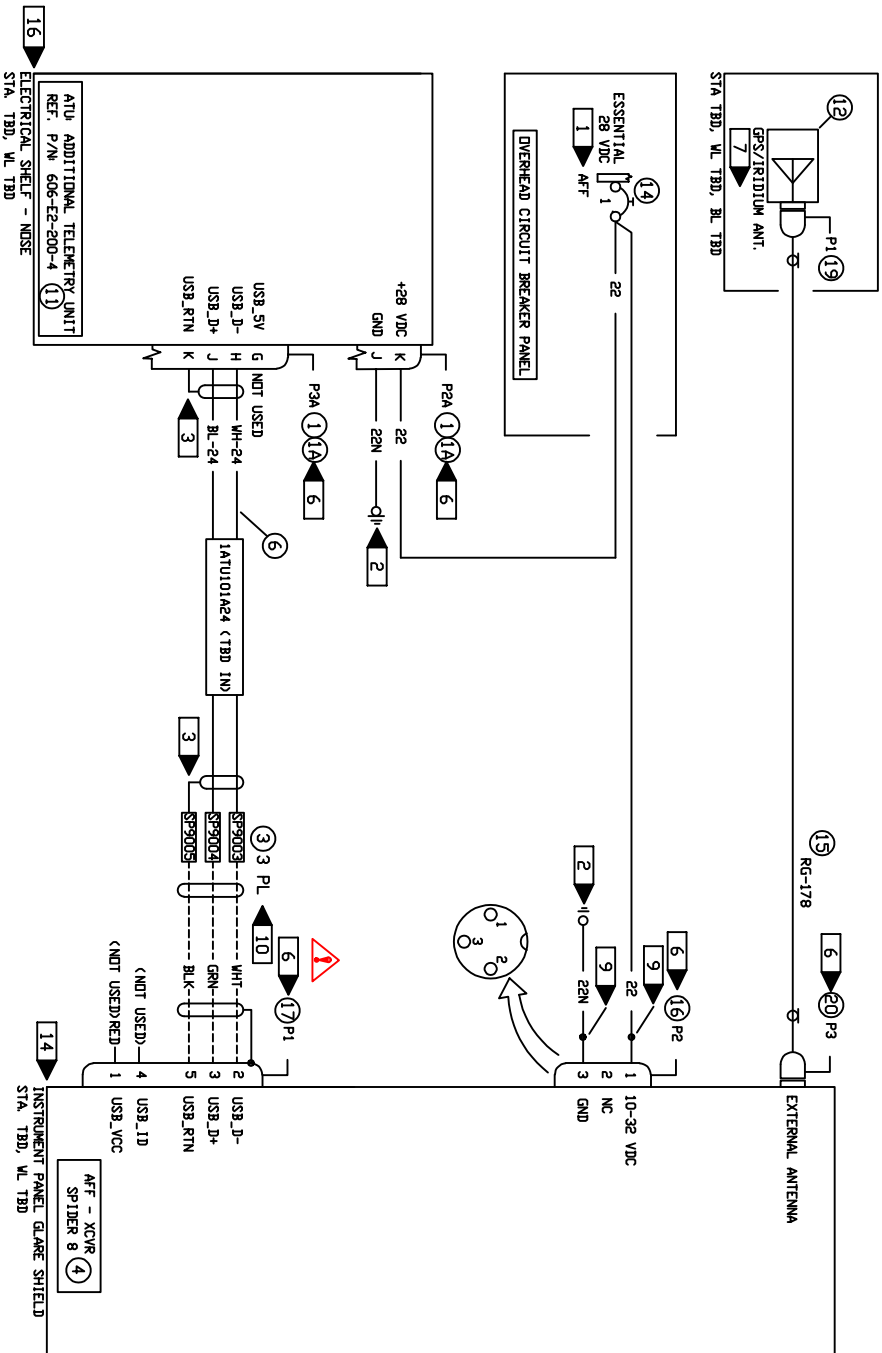 12
GPS/IRIDIUM ANT.
7
P1 19
STA TBD, WL TBD, BL TBD
15
RG-178
6
20 P3
EXTERNAL ANTENNA
ESSENTIAL
28 VDC
1
AFF
14
1
22
OVERHEAD CIRCUIT BREAKER PANEL
6
16 P2
9
22
1 10-32 VDC
2 NC
9
22N
3 GND
2
1
2
3
P2A 1 1A 6
+28 VDC K 22
GND J 22N
2
P3A 1 1A 6
USB_5V G NOT USED
USB_D- H WH-24
USB_D+ J BL-24
USB_RTN K
3
6
1ATU101A24 (TBD IN)
3
3 3 PL
10
SP9003
SP9004
SP9005
!
6
17 P1
WHT 2 USB_D-
GRN 3 USB_D+
BLK 5 USB_RTN
(NOT USED) 4 USB_ID
(NOT USED)RED 1 USB_VCC
ATU: ADDITIONAL TELEMETRY UNIT
REF. P/N: 606-E2-200-4 11
16
ELECTRICAL SHELF - NOSE
STA. TBD, WL TBD
AFF - XCVR
SPIDER 8 4
14
INSTRUMENT PANEL GLARE SHIELD
STA. TBD, WL TBD